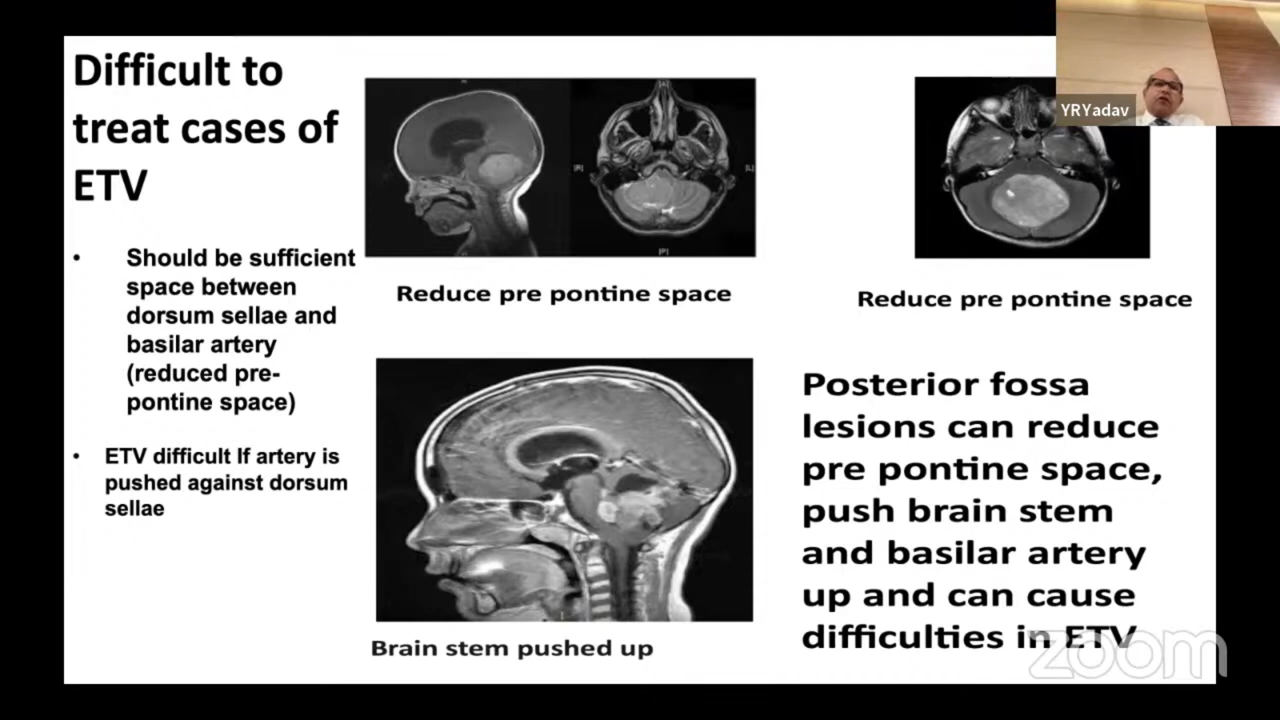 Difficult to
treat cases of
ETV
• Should be sufficient
space between
dorsum sellae and
basilar artery
(reduced pre-
pontine space)
• ETV difficult If artery is
pushed against dorsum
sellae
[R]
[L]
[P]
Reduce pre pontine space
Reduce pre pontine space
Brain stem pushed up
Posterior fossa
lesions can reduce
pre pontine space,
push brain stem
and basilar artery
up and can cause
difficulties in ETV
YRYadav
zoom